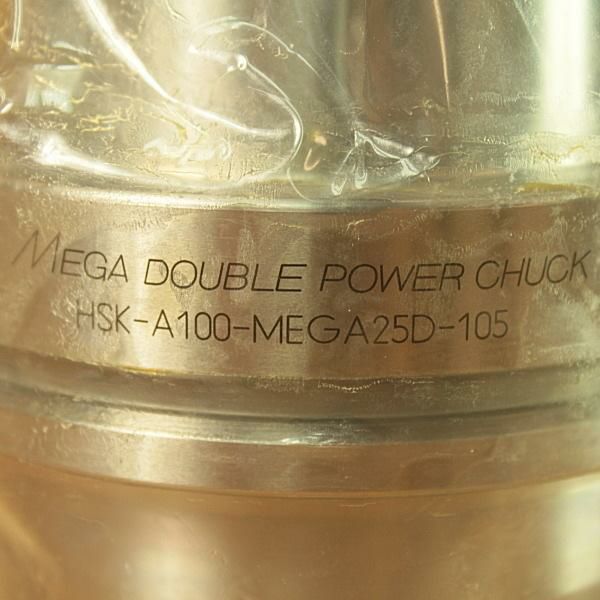 MEGA DOUBLE POWER CHUCK
HSK-A100-MEGA25D-105